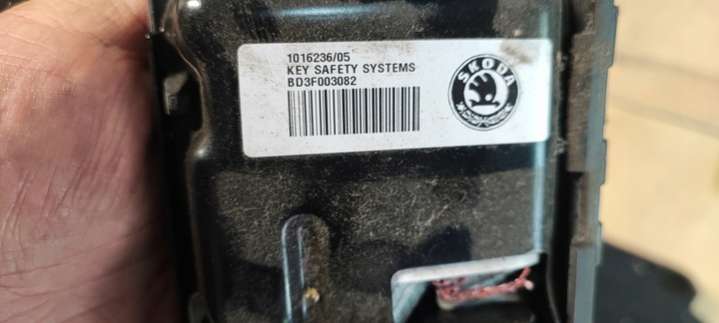 1016236/05
KEY SAFETY SYSTEMS
BD3F003082
SKODA